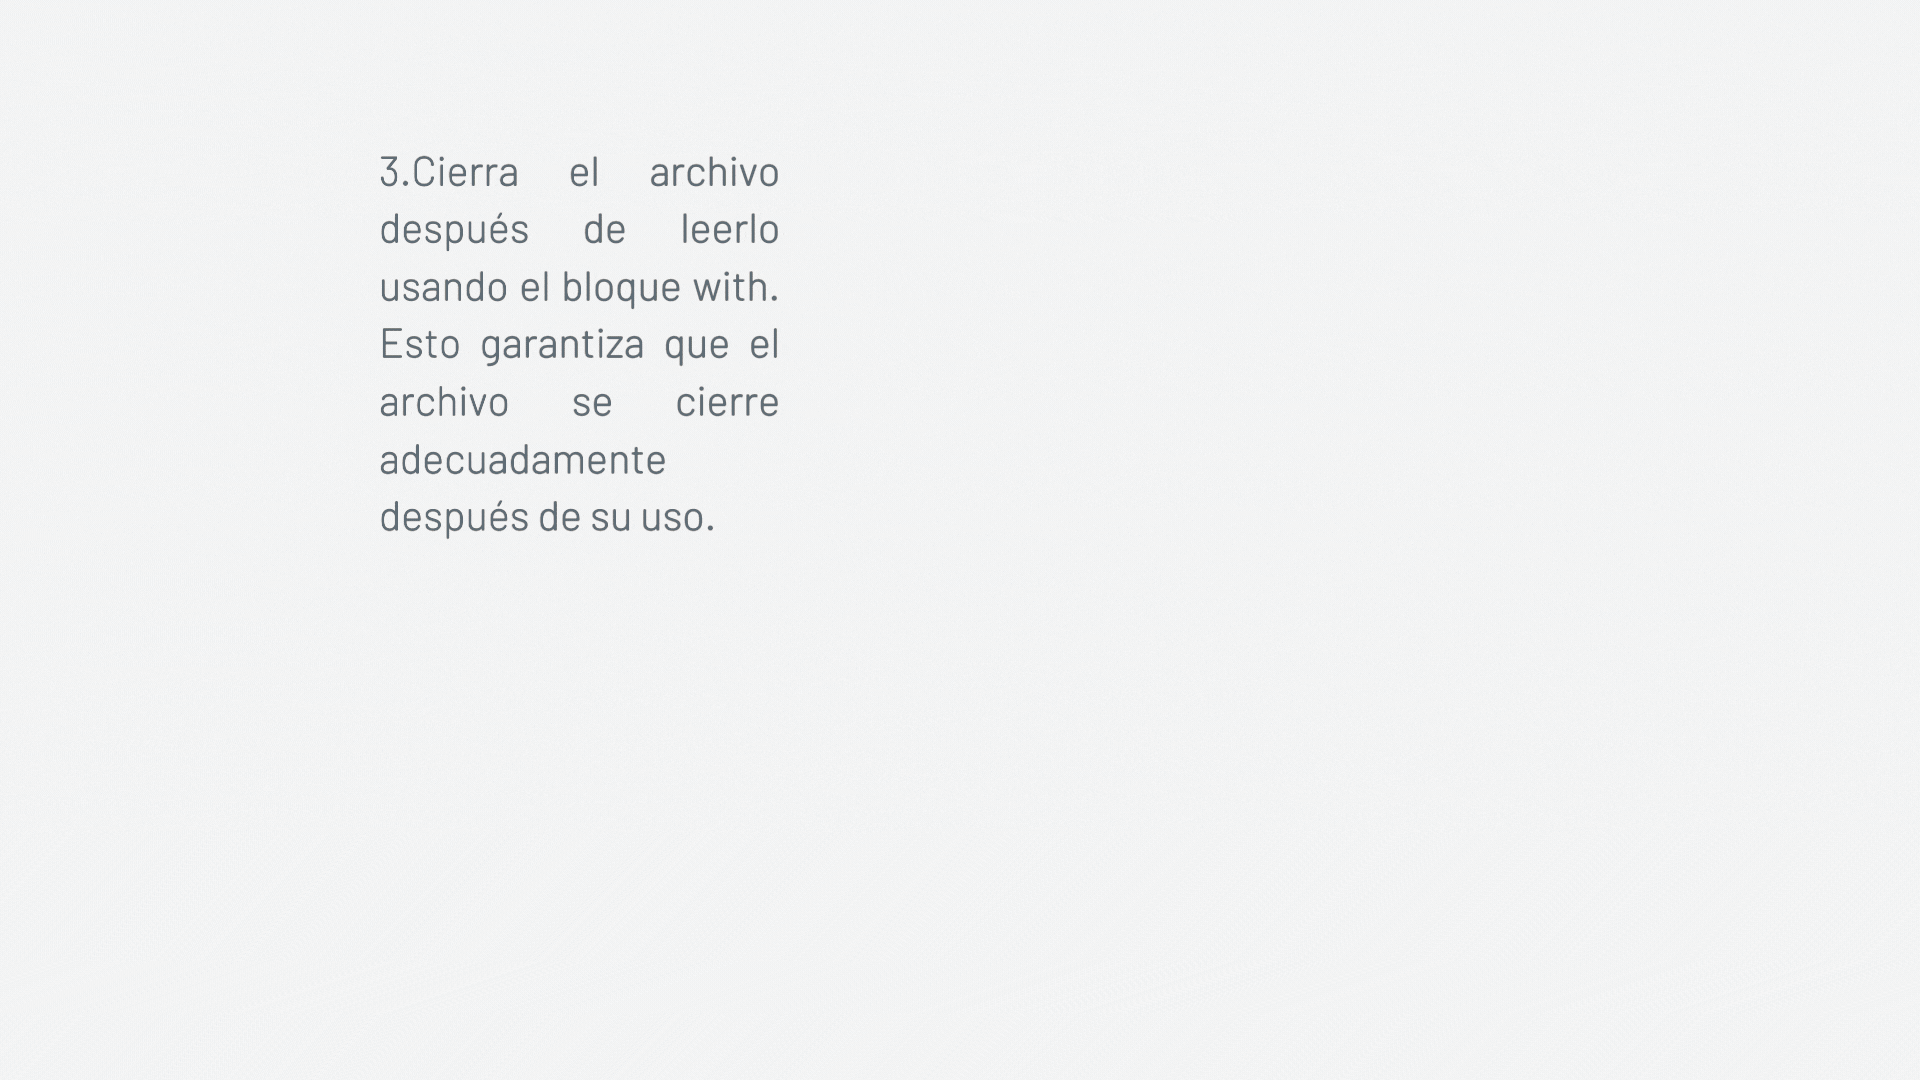 3.Cierra el archivo
después de leerlo
usando el bloque with.
Esto garantiza que el
archivo se cierre
adecuadamente
después de su uso.